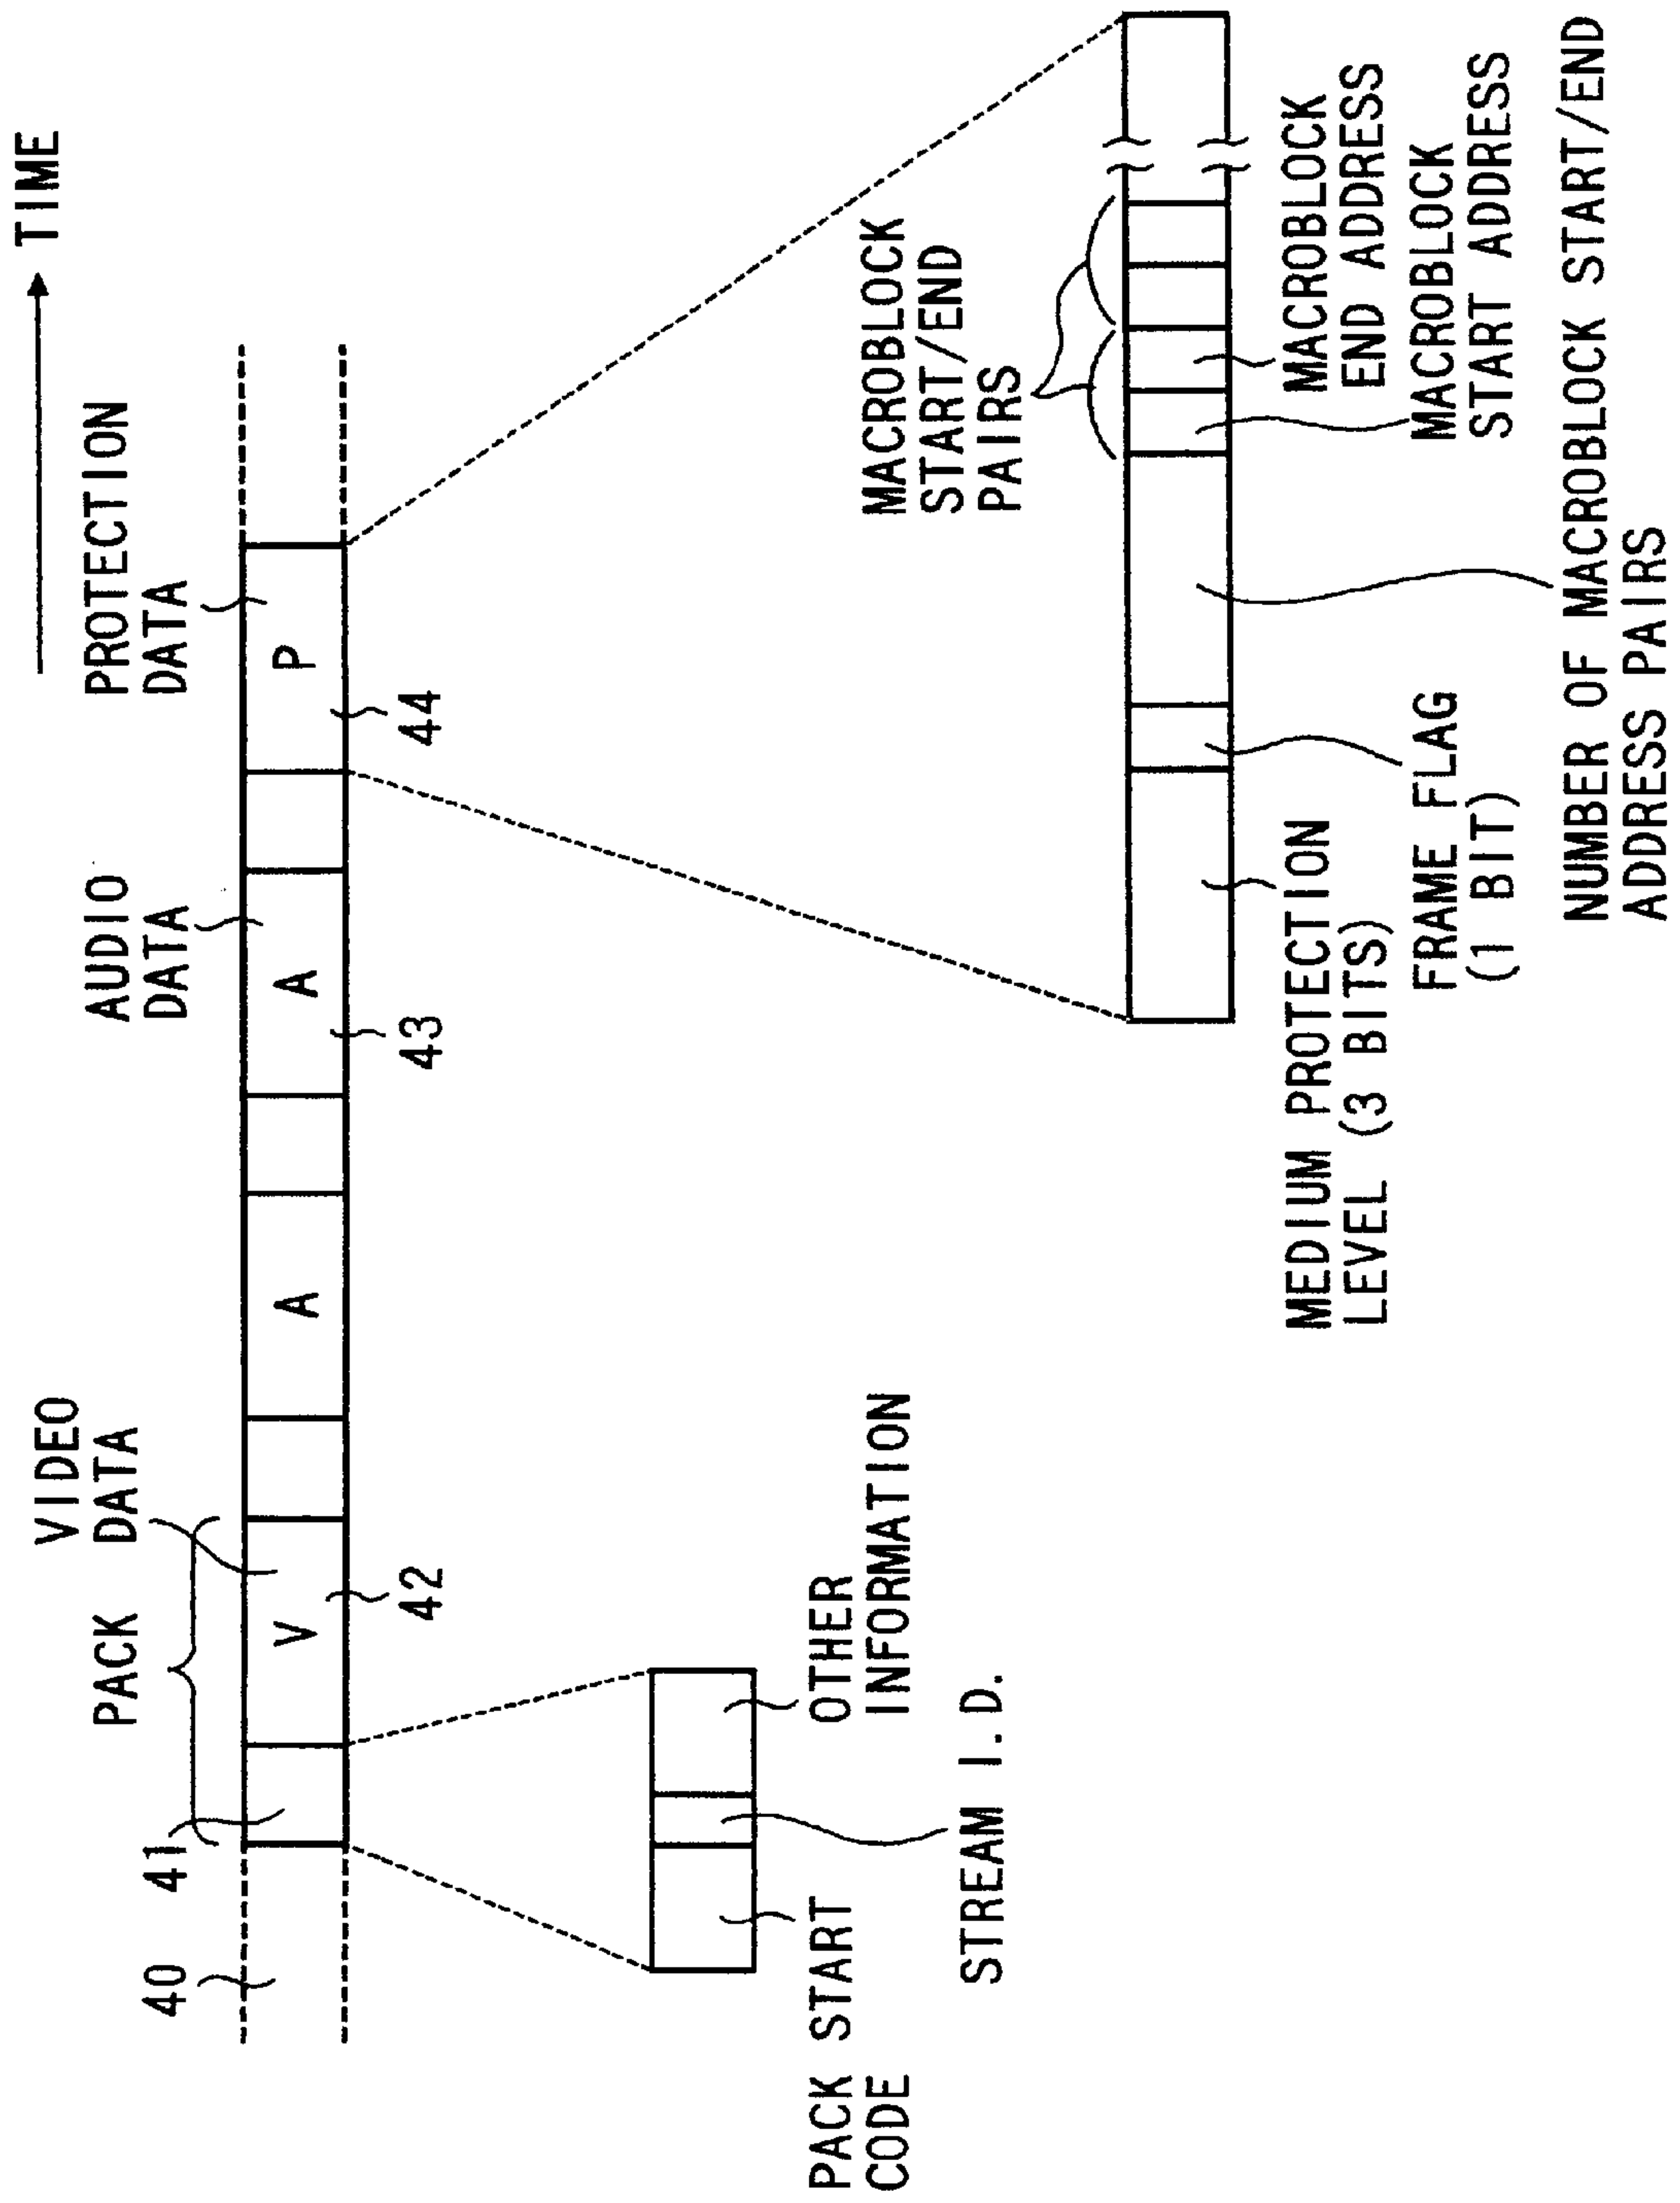 TIME
VIDEO
DATA
PACK
AUDIO
DATA
PROTECTION
DATA
40
41
V
A
A
P
42
43
44
PACK START
CODE
STREAM I.D.
OTHER
INFORMATION
MACROBLOCK
START/END
PAIRS
MEDIUM PROTECTION
LEVEL (3 BITS)
FRAME FLAG
(1 BIT)
NUMBER OF MACROBLOCK START/END
ADDRESS PAIRS
MACROBLOCK
START ADDRESS
MACROBLOCK
END ADDRESS